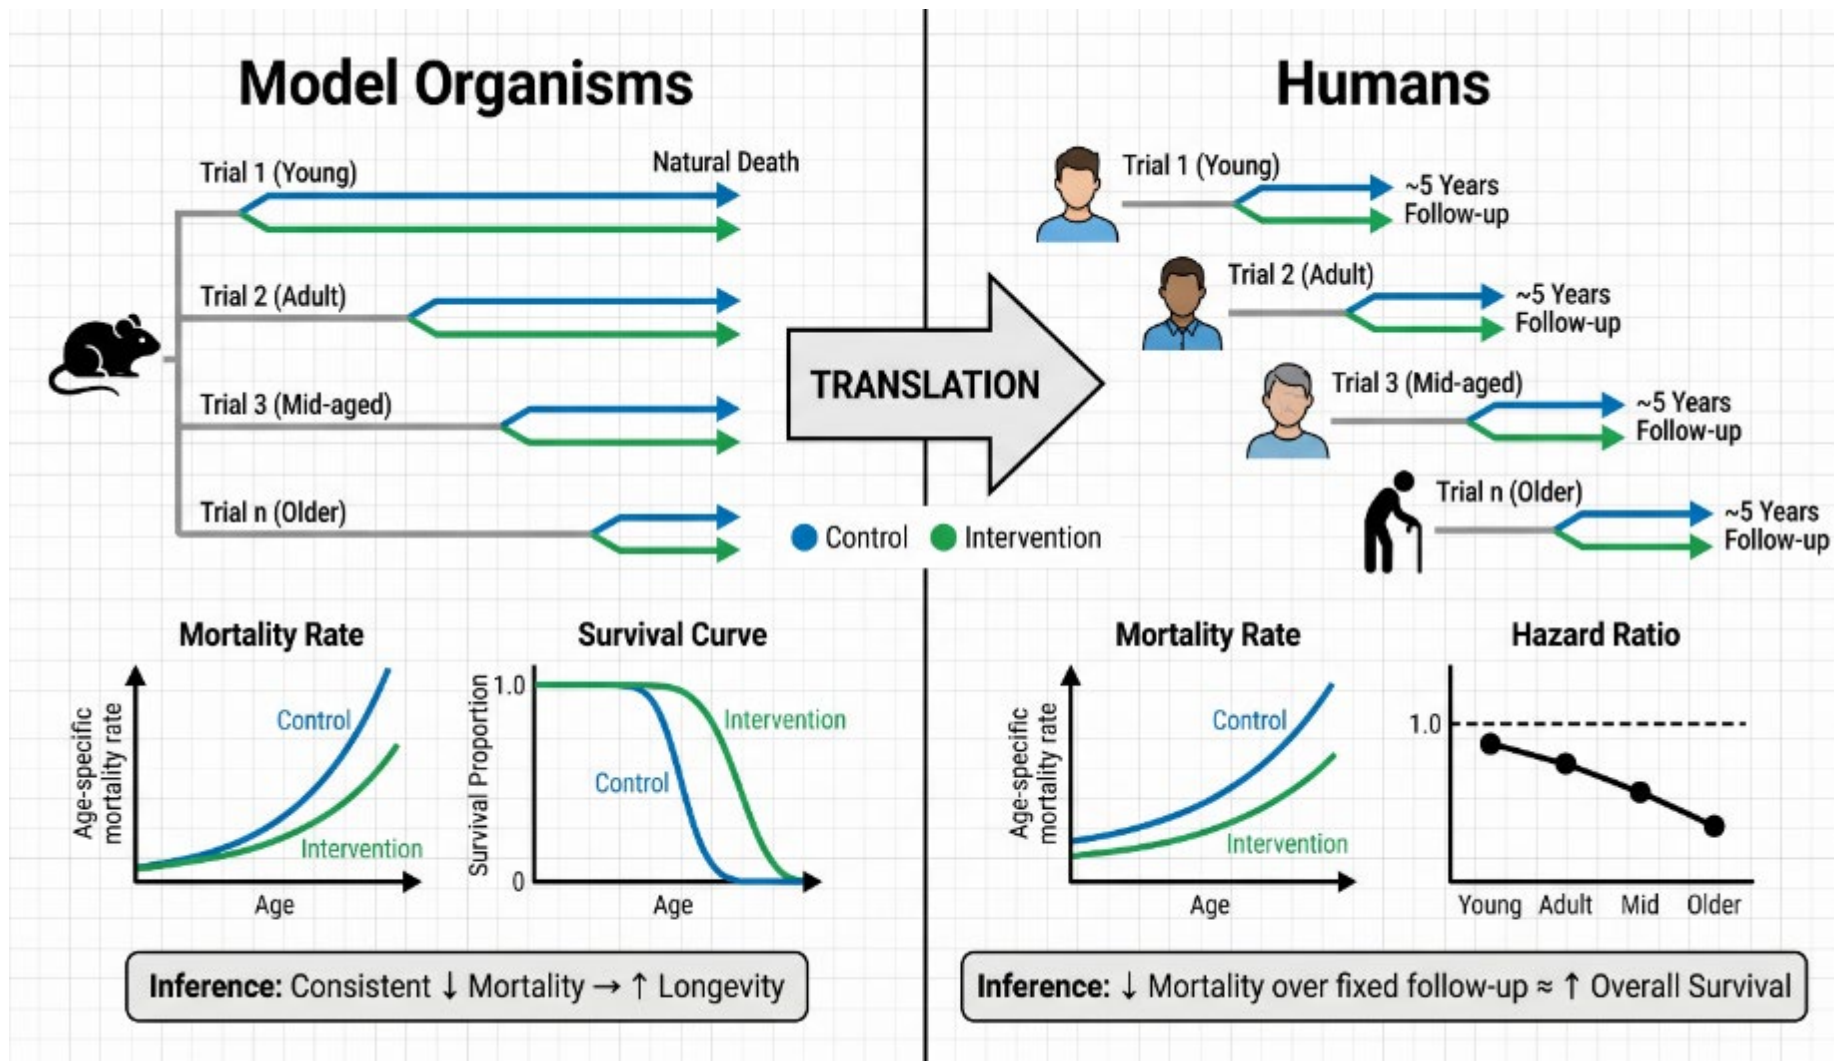 Model Organisms
Trial 1 (Young)
Natural Death
Trial 2 (Adult)
Trial 3 (Mid-aged)
Trial n (Older)
TRANSLATION
Control
Intervention
Humans
Trial 1 (Young)
~5 Years
Follow-up
Trial 2 (Adult)
~5 Years
Follow-up
Trial 3 (Mid-aged)
~5 Years
Follow-up
Trial n (Older)
~5 Years
Follow-up
Mortality Rate
Age-specific
mortality rate
Control
Intervention
Age
Survival Curve
Survival Proportion
1.0
0
Control
Intervention
Age
Inference: Consistent ↓ Mortality → ↑ Longevity
Mortality Rate
Age-specific
mortality rate
Control
Intervention
Age
Hazard Ratio
1.0
Young Adult Mid Older
Inference: ↓ Mortality over fixed follow-up ≈ ↑ Overall Survival